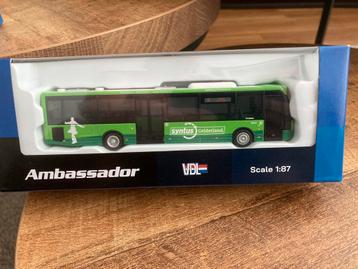 syntus Gelderland
Ambassador
VDL
Scale 1:87